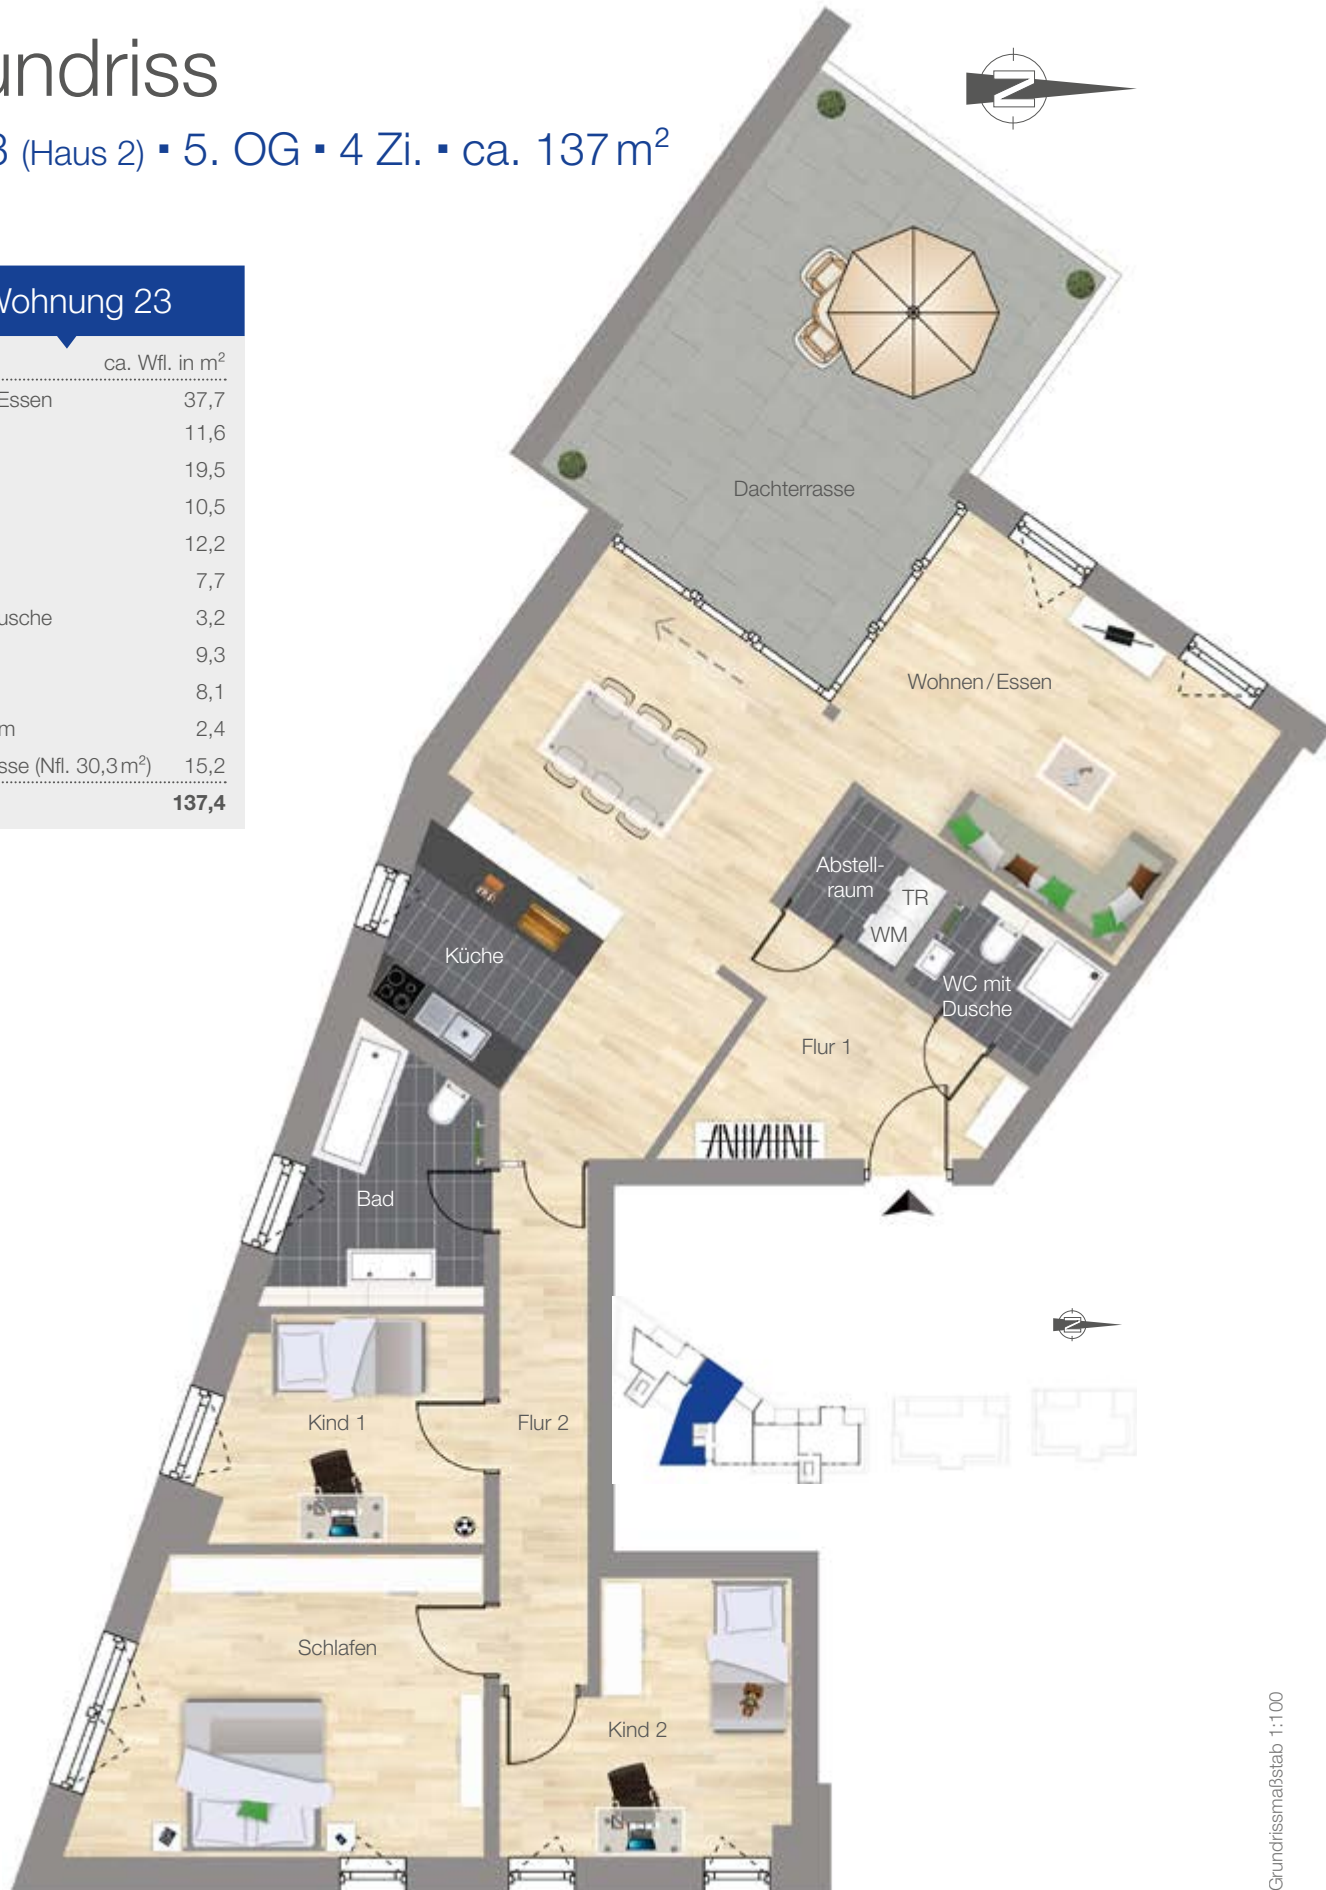 undriss
3 (Haus 2) ▪ 5. OG ▪ 4 Zi. ▪ ca. 137 m²
Wohnung 23
ca. Wfl. in m²
Essen 37,7
11,6
19,5
10,5
12,2
7,7
usche 3,2
9,3
8,1
m 2,4
sse (Nfl. 30,3 m²) 15,2
137,4
N
Dachterrasse
Wohnen / Essen
Abstell-
raum
TR
WM
Küche
WC mit
Dusche
Flur 1
Bad
N
Kind 1
Flur 2
Schlafen
Kind 2
Grundrissmaßstab 1:100